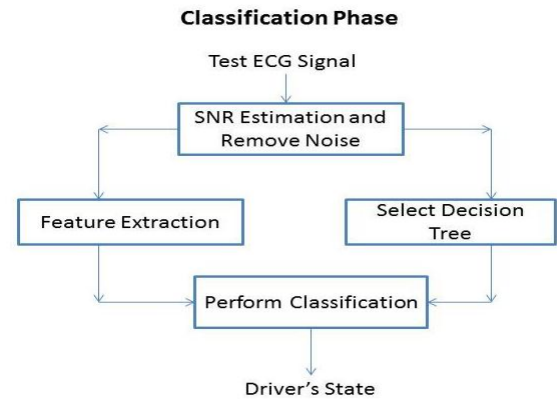 Classification Phase
Test ECG Signal
SNR Estimation and
Remove Noise
Feature Extraction
Select Decision
Tree
Perform Classification
Driver's State